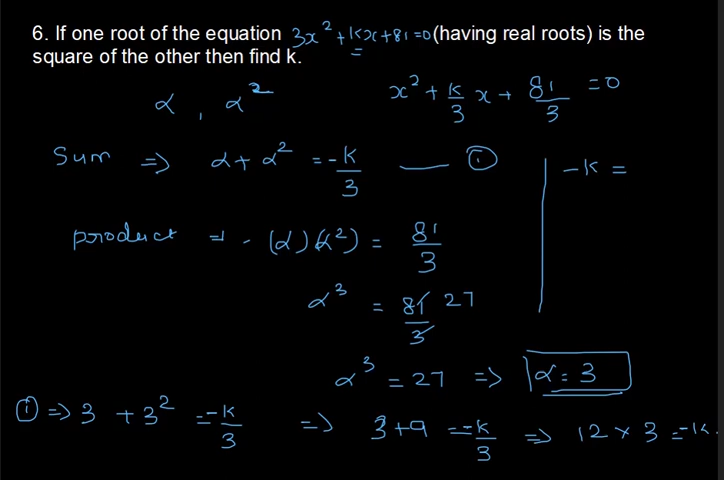 6. If one root of the equation 3x² + kx + 81 = 0 (having real roots) is the
square of the other then find k.
α , α²
x² + k/3 x + 81/3 = 0
Sum ⇒ α + α² = -k/3 —— ①
-k =
product ⇒ (α)(α²) = 81/3
α³ = 81/3 27
α³ = 27 ⇒ α = 3
① ⇒ 3 + 3² = -k/3 ⇒ 3+9 = -k/3 ⇒ 12 × 3 = -k